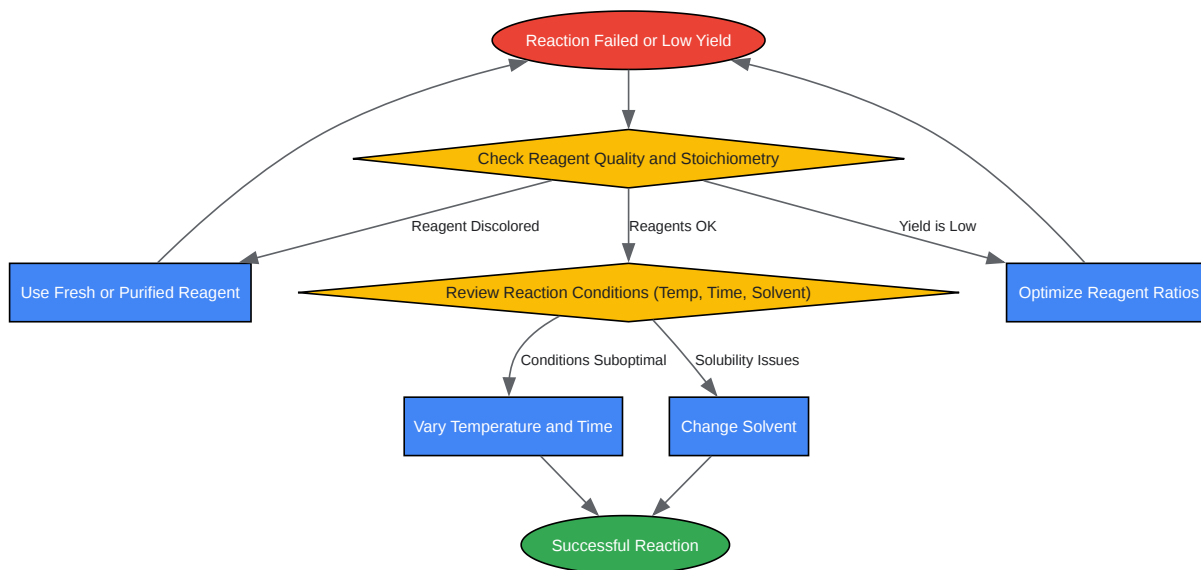 Reaction Failed or Low Yield
Check Reagent Quality and Stoichiometry
Reagent Discolored
Reagents OK
Yield is Low
Use Fresh or Purified Reagent
Review Reaction Conditions (Temp, Time, Solvent)
Optimize Reagent Ratios
Conditions Suboptimal
Solubility Issues
Vary Temperature and Time
Change Solvent
Successful Reaction